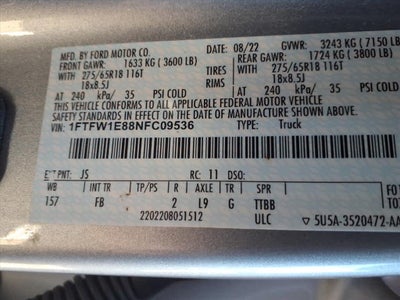 MFD. BY FORD MOTOR CO.
08/22 GVWR: 3243 KG (7150 LB
FRONT GAWR: 1633 KG (3600 LB)
REAR GAWR: 1724 KG (3800 LB)
WITH 275/65R18 116T TIRES
WITH 275/65R18 116T
18x8.5J RIMS
18x8.5J
AT 240 kPa/ 35 PSI COLD
AT 240 kPa/ 35 PSI COLD
THIS VEHICLE CONFORMS TO ALL APPLICABLE FEDERAL MOTOR VEHICLE
SAFETY STANDARDS IN EFFECT ON THE DATE OF MANUFACTURE SHOWN ABOVE.
VIN: 1FTFW1E88NFC09536
TYPE: Truck
EXT PNT: JS RC: 11 DSO:
WB INT TR R AXLE TR SPR
157 FB 2 L9 G TTBB
2202208051512 ULC ▽ 5U5A-3520472-AA